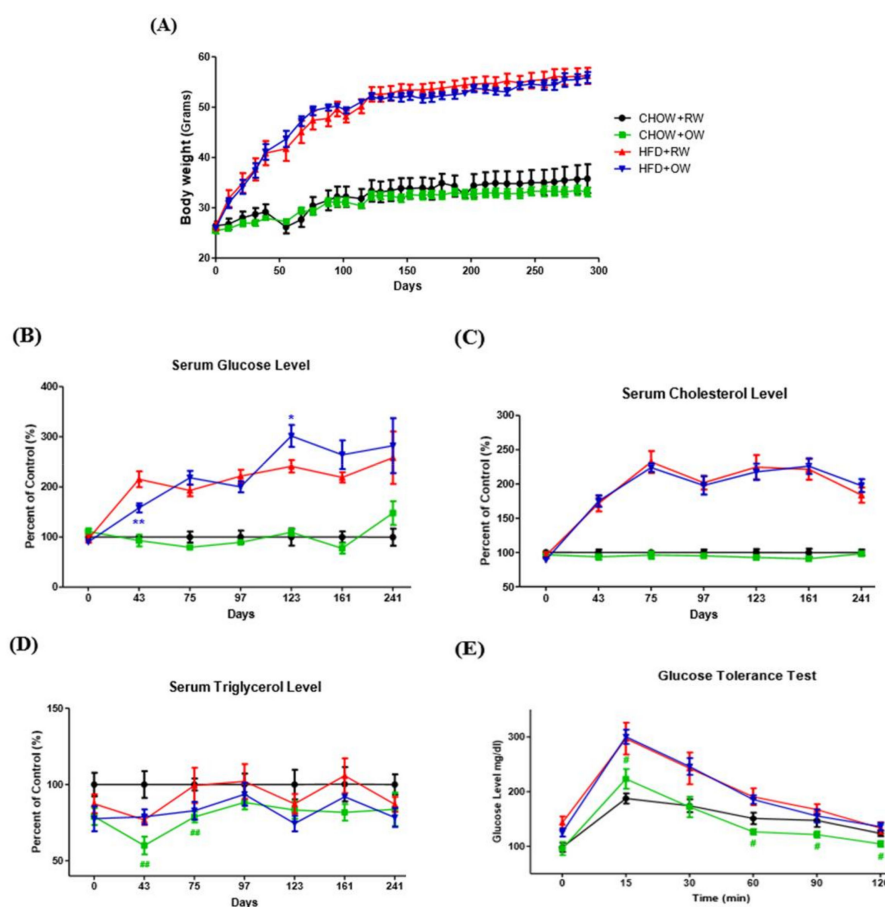 (A)
60
50
40
30
20
Body weight (Grams)
0 50 100 150 200 250 300
Days
CHOW+RW
CHOW+OW
HFD+RW
HFD+OW
(B)
Serum Glucose Level
400
300
200
100
0
Percent of Control (%)
*
**
0 43 75 97 123 161 241
Days
(C)
Serum Cholesterol Level
300
250
200
150
100
50
Percent of Control (%)
0 43 75 97 123 161 241
Days
(D)
Serum Triglycerol Level
150
100
50
Percent of Control (%)
##
##
0 43 75 97 123 161 241
Days
(E)
Glucose Tolerance Test
300
200
100
Glucose Level mg/dl)
#
#
#
#
0 15 30 60 90 120
Time (min)